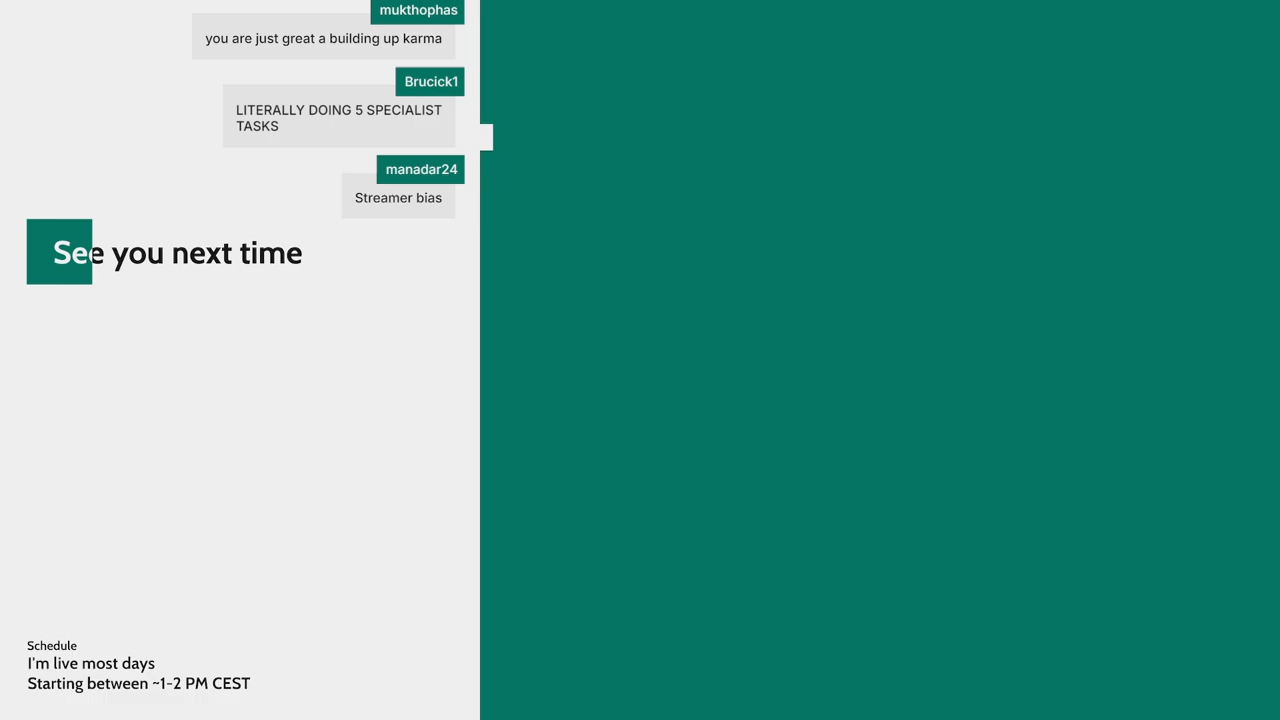 mukthophas
you are just great a building up karma
Brucick1
LITERALLY DOING 5 SPECIALIST
TASKS
manadar24
Streamer bias
See you next time
Schedule
I'm live most days
Starting between ~1-2 PM CEST